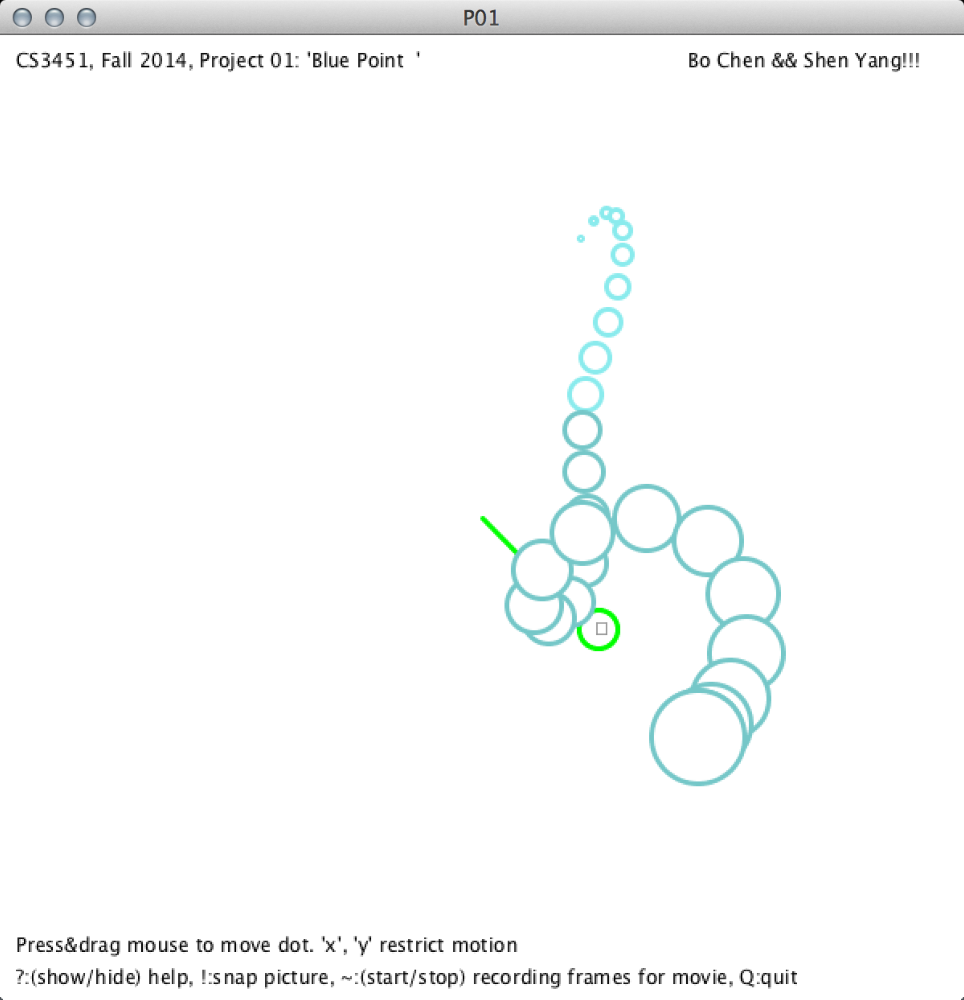 P01
CS3451, Fall 2014, Project 01: 'Blue Point  '
Bo Chen && Shen Yang!!!
Press&drag mouse to move dot. 'x', 'y' restrict motion
?:(show/hide) help, !:snap picture, ~:(start/stop) recording frames for movie, Q:quit